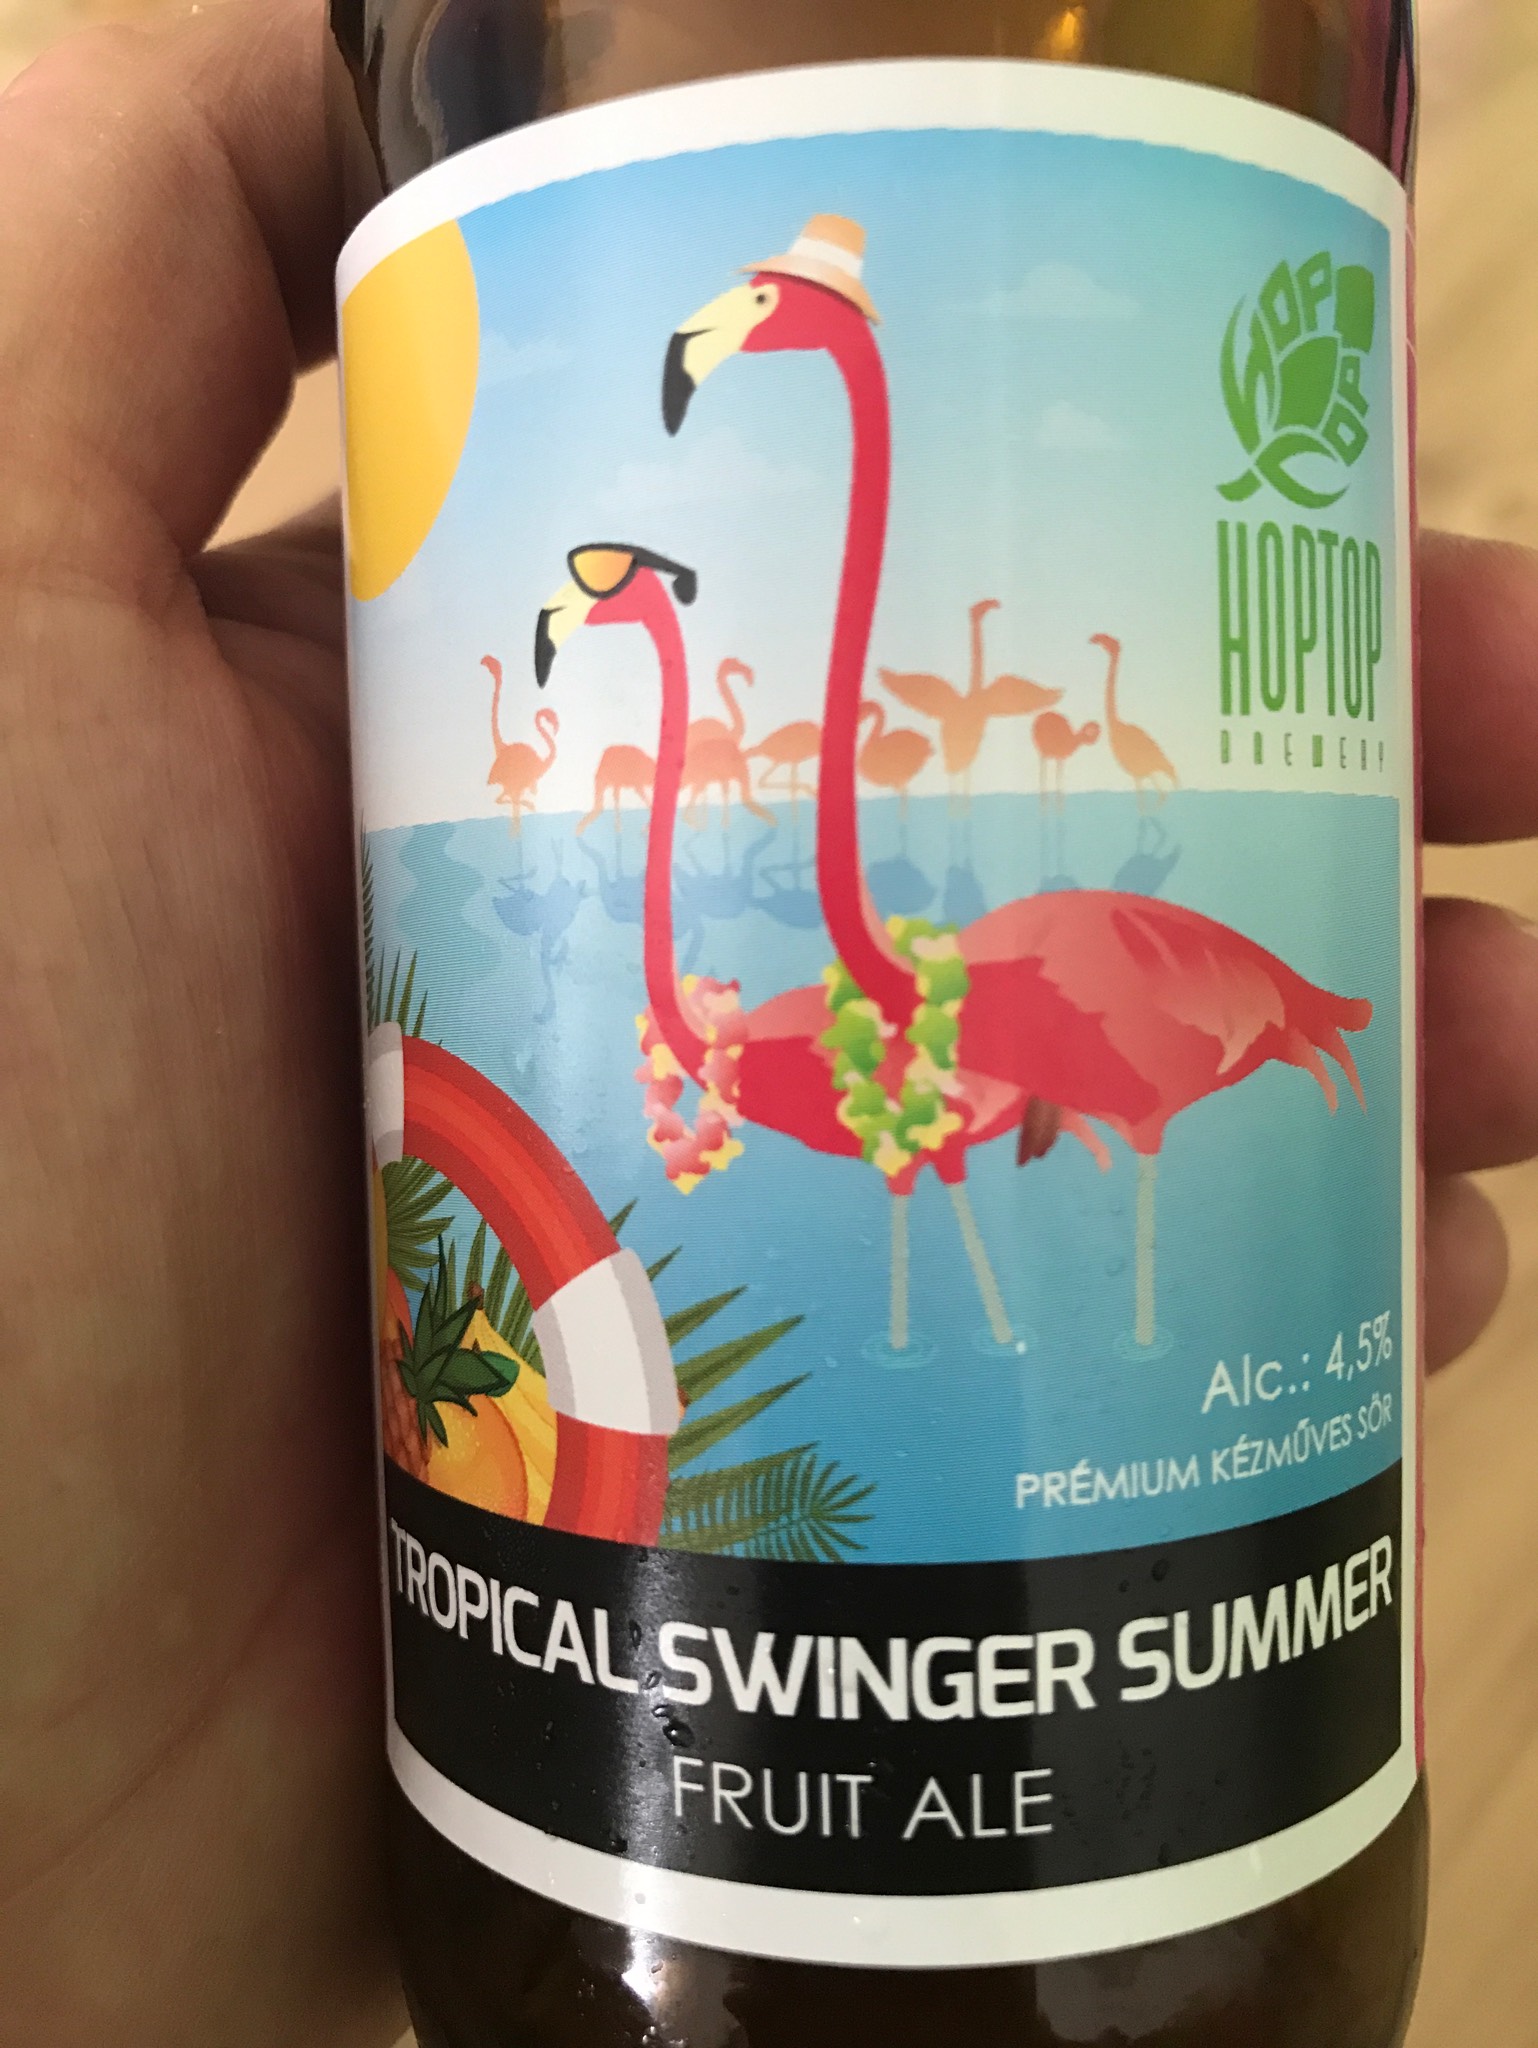 HOP
TOP
HOPTOP
BREWERY
Alc.: 4,5%
PRÉMIUM KÉZMŰVES SÖR
TROPICAL SWINGER SUMMER
FRUIT ALE